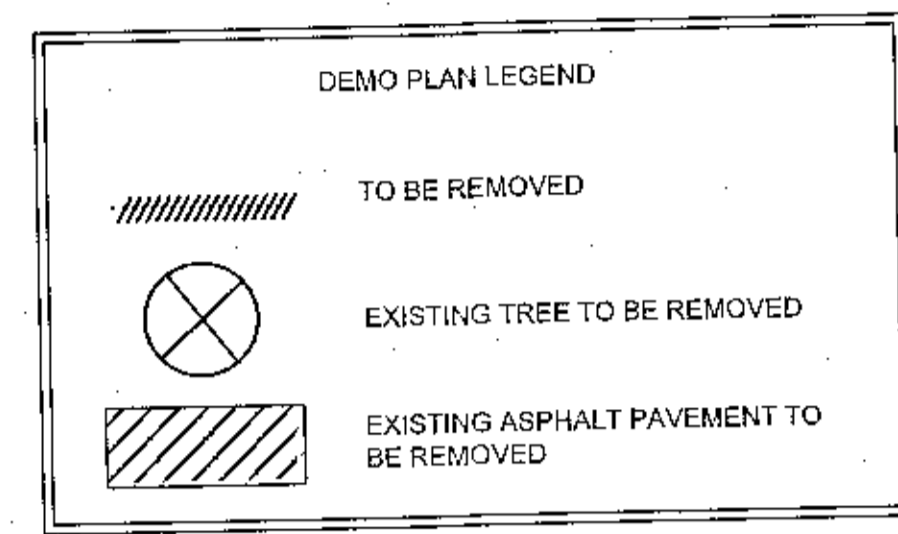 DEMO PLAN LEGEND
TO BE REMOVED
EXISTING TREE TO BE REMOVED
EXISTING ASPHALT PAVEMENT TO
BE REMOVED